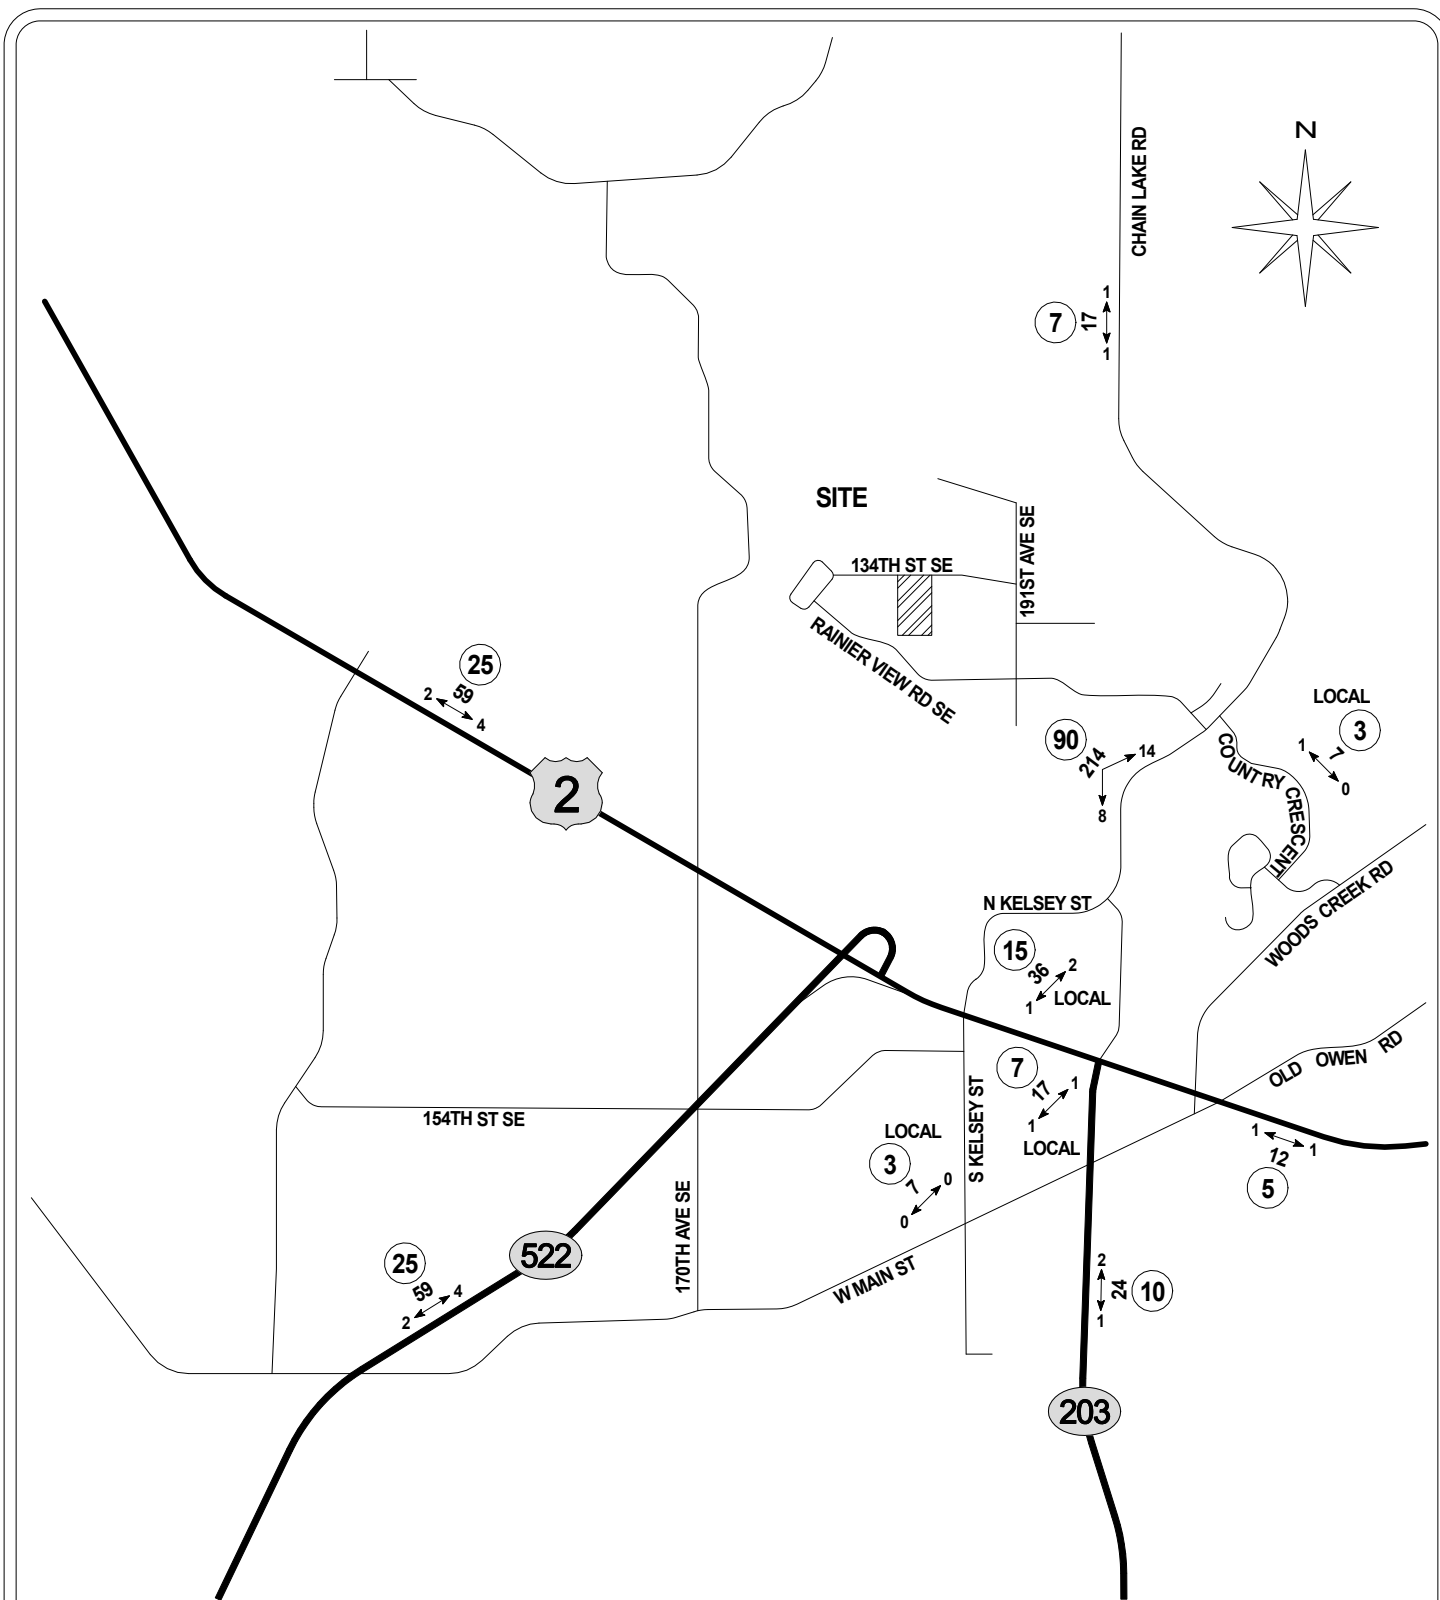 N
CHAIN LAKE RD
1
7
17
1
SITE
134TH ST SE
191ST AVE SE
RAINIER VIEW RD SE
25
2
59
4
2
LOCAL
3
1
7
0
90
214
14
8
COUNTRY CRESCENT
N KELSEY ST
WOODS CREEK RD
15
36
2
1
LOCAL
7
17
1
1
LOCAL
OLD OWEN RD
S KELSEY ST
154TH ST SE
LOCAL
3
7
0
0
1
12
1
5
170TH AVE SE
522
25
59
4
2
W MAIN ST
2
24
10
1
203